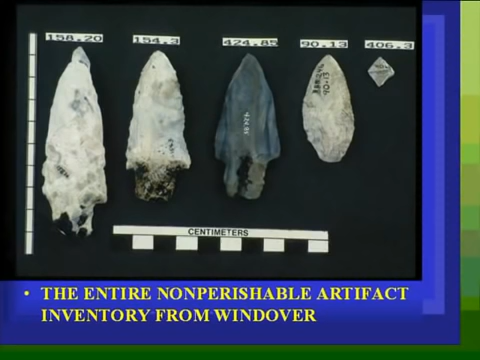 158.20 154.3 424.85 90.13 406.3
CENTIMETERS
• THE ENTIRE NONPERISHABLE ARTIFACT
INVENTORY FROM WINDOVER